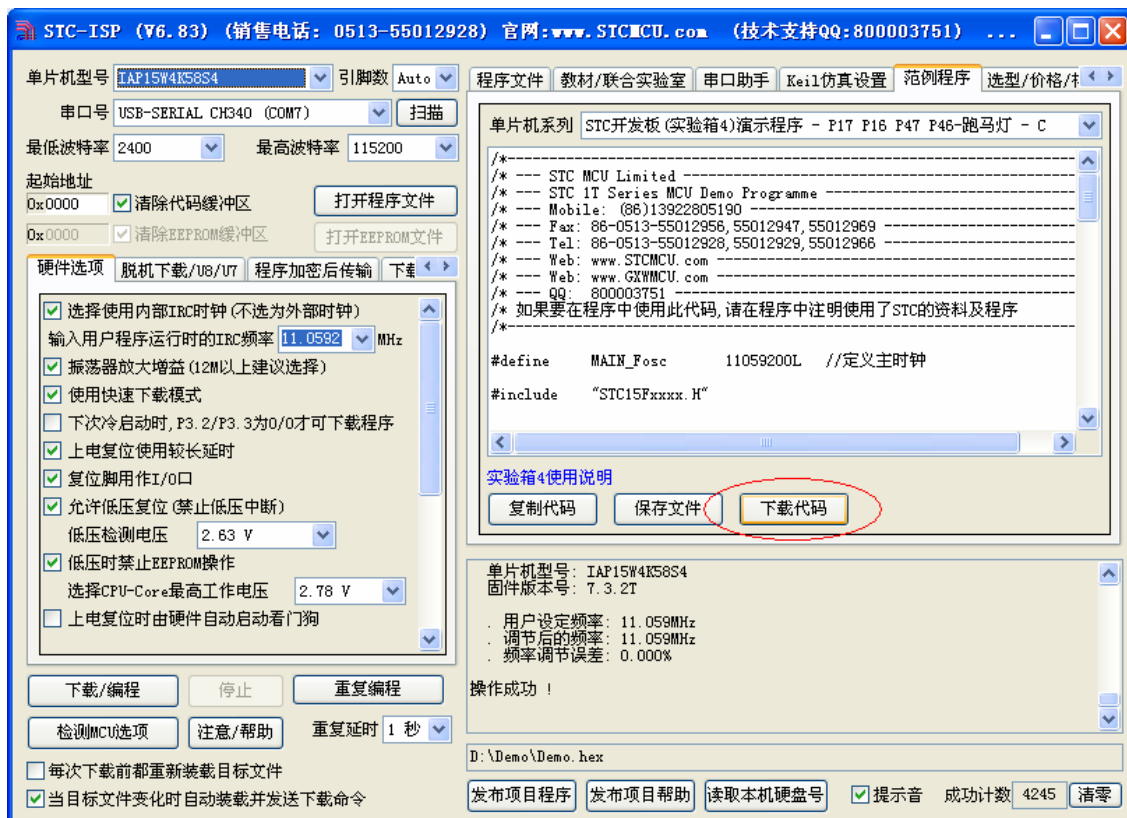 STC-ISP (V6.83) (销售电话: 0513-55012928) 官网:www.STCMCU.com (技术支持QQ:800003751) ...
单片机型号 IAP15W4K58S4 引脚数 Auto
串口号 USB-SERIAL CH340 (COM7) 扫描
最低波特率 2400 最高波特率 115200
起始地址
0x0000 清除代码缓冲区 打开程序文件
0x0000 清除EEPROM缓冲区 打开EEPROM文件
硬件选项 脱机下载/U8/U7 程序加密后传输
选择使用内部IRC时钟(不选为外部时钟)
输入用户程序运行时的IRC频率 11.0592 MHz
振荡器放大增益(12M以上建议选择)
使用快速下载模式
下次冷启动时,P3.2/P3.3为0/0才可下载程序
上电复位使用较长延时
复位脚用作I/O口
允许低压复位(禁止低压中断)
低压检测电压 2.63 V
低压时禁止EEPROM操作
选择CPU-Core最高工作电压 2.78 V
上电复位时由硬件自动启动看门狗
下载/编程 停止 重复编程
检测MCU选项 注意/帮助 重复延时 1 秒
每次下载前都重新装载目标文件
当目标文件变化时自动装载并发送下载命令
程序文件 教材/联合实验室 串口助手 Keil仿真设置 范例程序 选型/价格/
单片机系列 STC开发板(实验箱4)演示程序 - P17 P16 P47 P46-跑马灯 - C
/*---------------------------------------------------------------------
/* --- STC MCU Limited ------------------------------------------------
/* --- STC 1T Series MCU Demo Programme -------------------------------
/* --- Mobile: (86)13922805190 ----------------------------------------
/* --- Fax: 86-0513-55012956,55012947,55012969 ------------------------
/* --- Tel: 86-0513-55012928,55012929,55012966 ------------------------
/* --- Web: www.STCMCU.com --------------------------------------------
/* --- Web: www.GXWMCU.com --------------------------------------------
/* --- QQ: 800003751 --------------------------------------------------
/* 如果要在程序中使用此代码,请在程序中注明使用了STC的资料及程序
/*---------------------------------------------------------------------
#define MAIN_Fosc 11059200L //定义主时钟
#include "STC15Fxxxx.H"
实验箱4使用说明
复制代码 保存文件 下载代码
单片机型号: IAP15W4K58S4
固件版本号: 7.3.2T
. 用户设定频率: 11.059MHz
. 调节后的频率: 11.059MHz
. 频率调节误差: 0.000%
操作成功 !
D:\Demo\Demo.hex
发布项目程序 发布项目帮助 读取本机硬盘号 提示音 成功计数 4245 清零